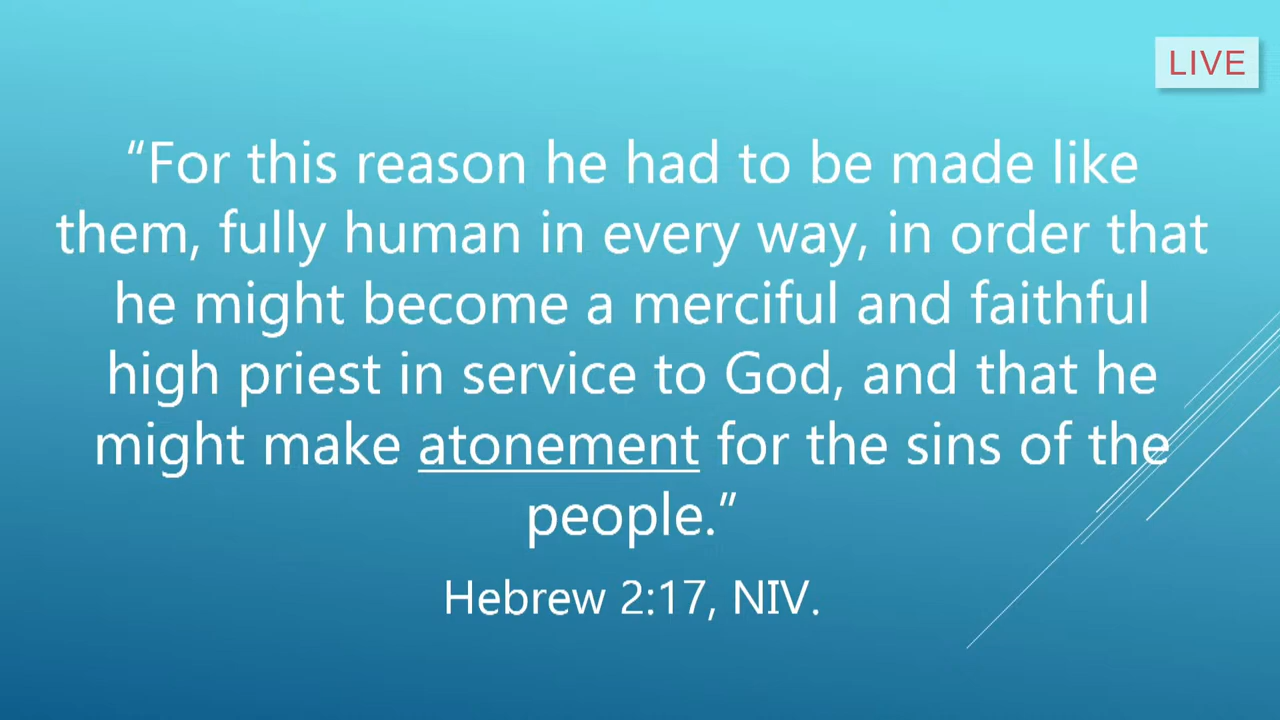 LIVE
“For this reason he had to be made like
them, fully human in every way, in order that
he might become a merciful and faithful
high priest in service to God, and that he
might make atonement for the sins of the
people.”
Hebrew 2:17, NIV.